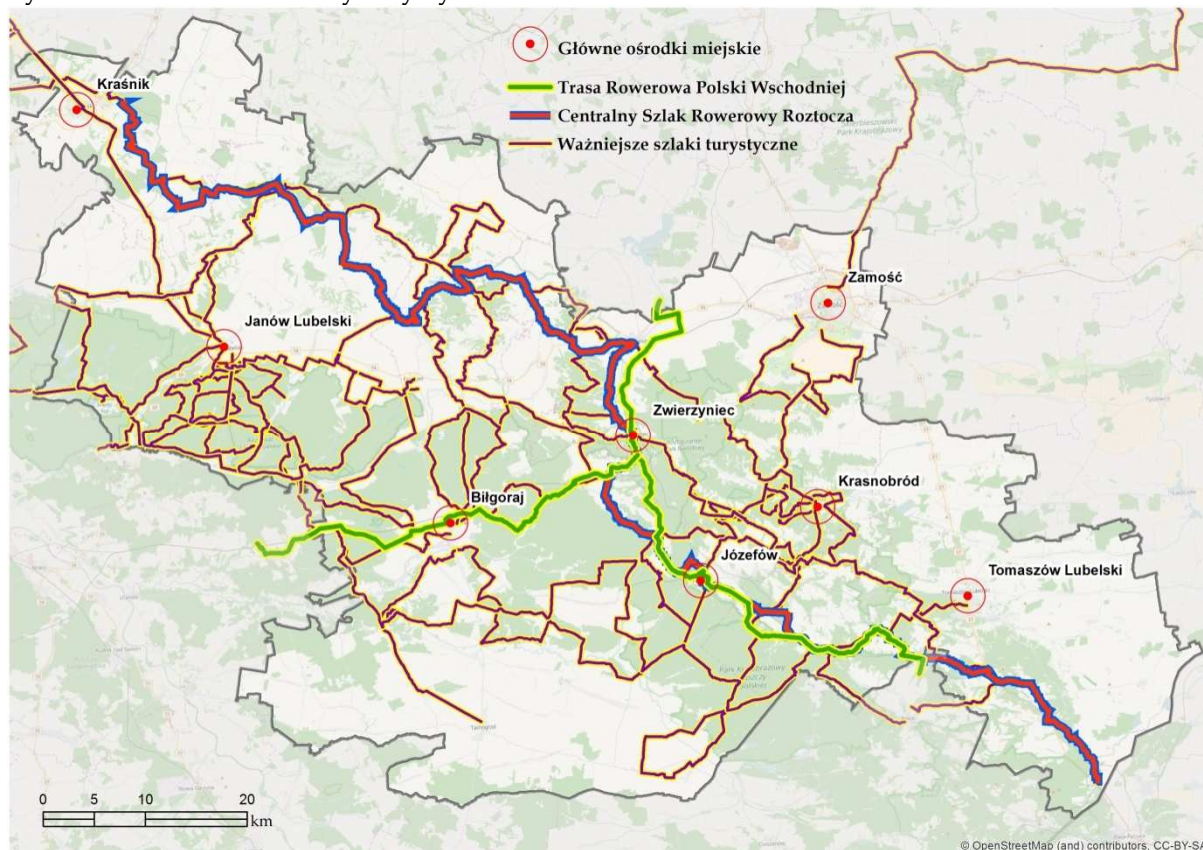 Główne ośrodki miejskie
Trasa Rowerowa Polski Wschodniej
Centralny Szlak Rowerowy Roztocza
Ważniejsze szlaki turystyczne
Kraśnik
Zamość
Janów Lubelski
Zwierzyniec
Krasnobród
Biłgoraj
Józefów
Tomaszów Lubelski
0 5 10 20
km
© OpenStreetMap (and) contributors, CC-BY-SA